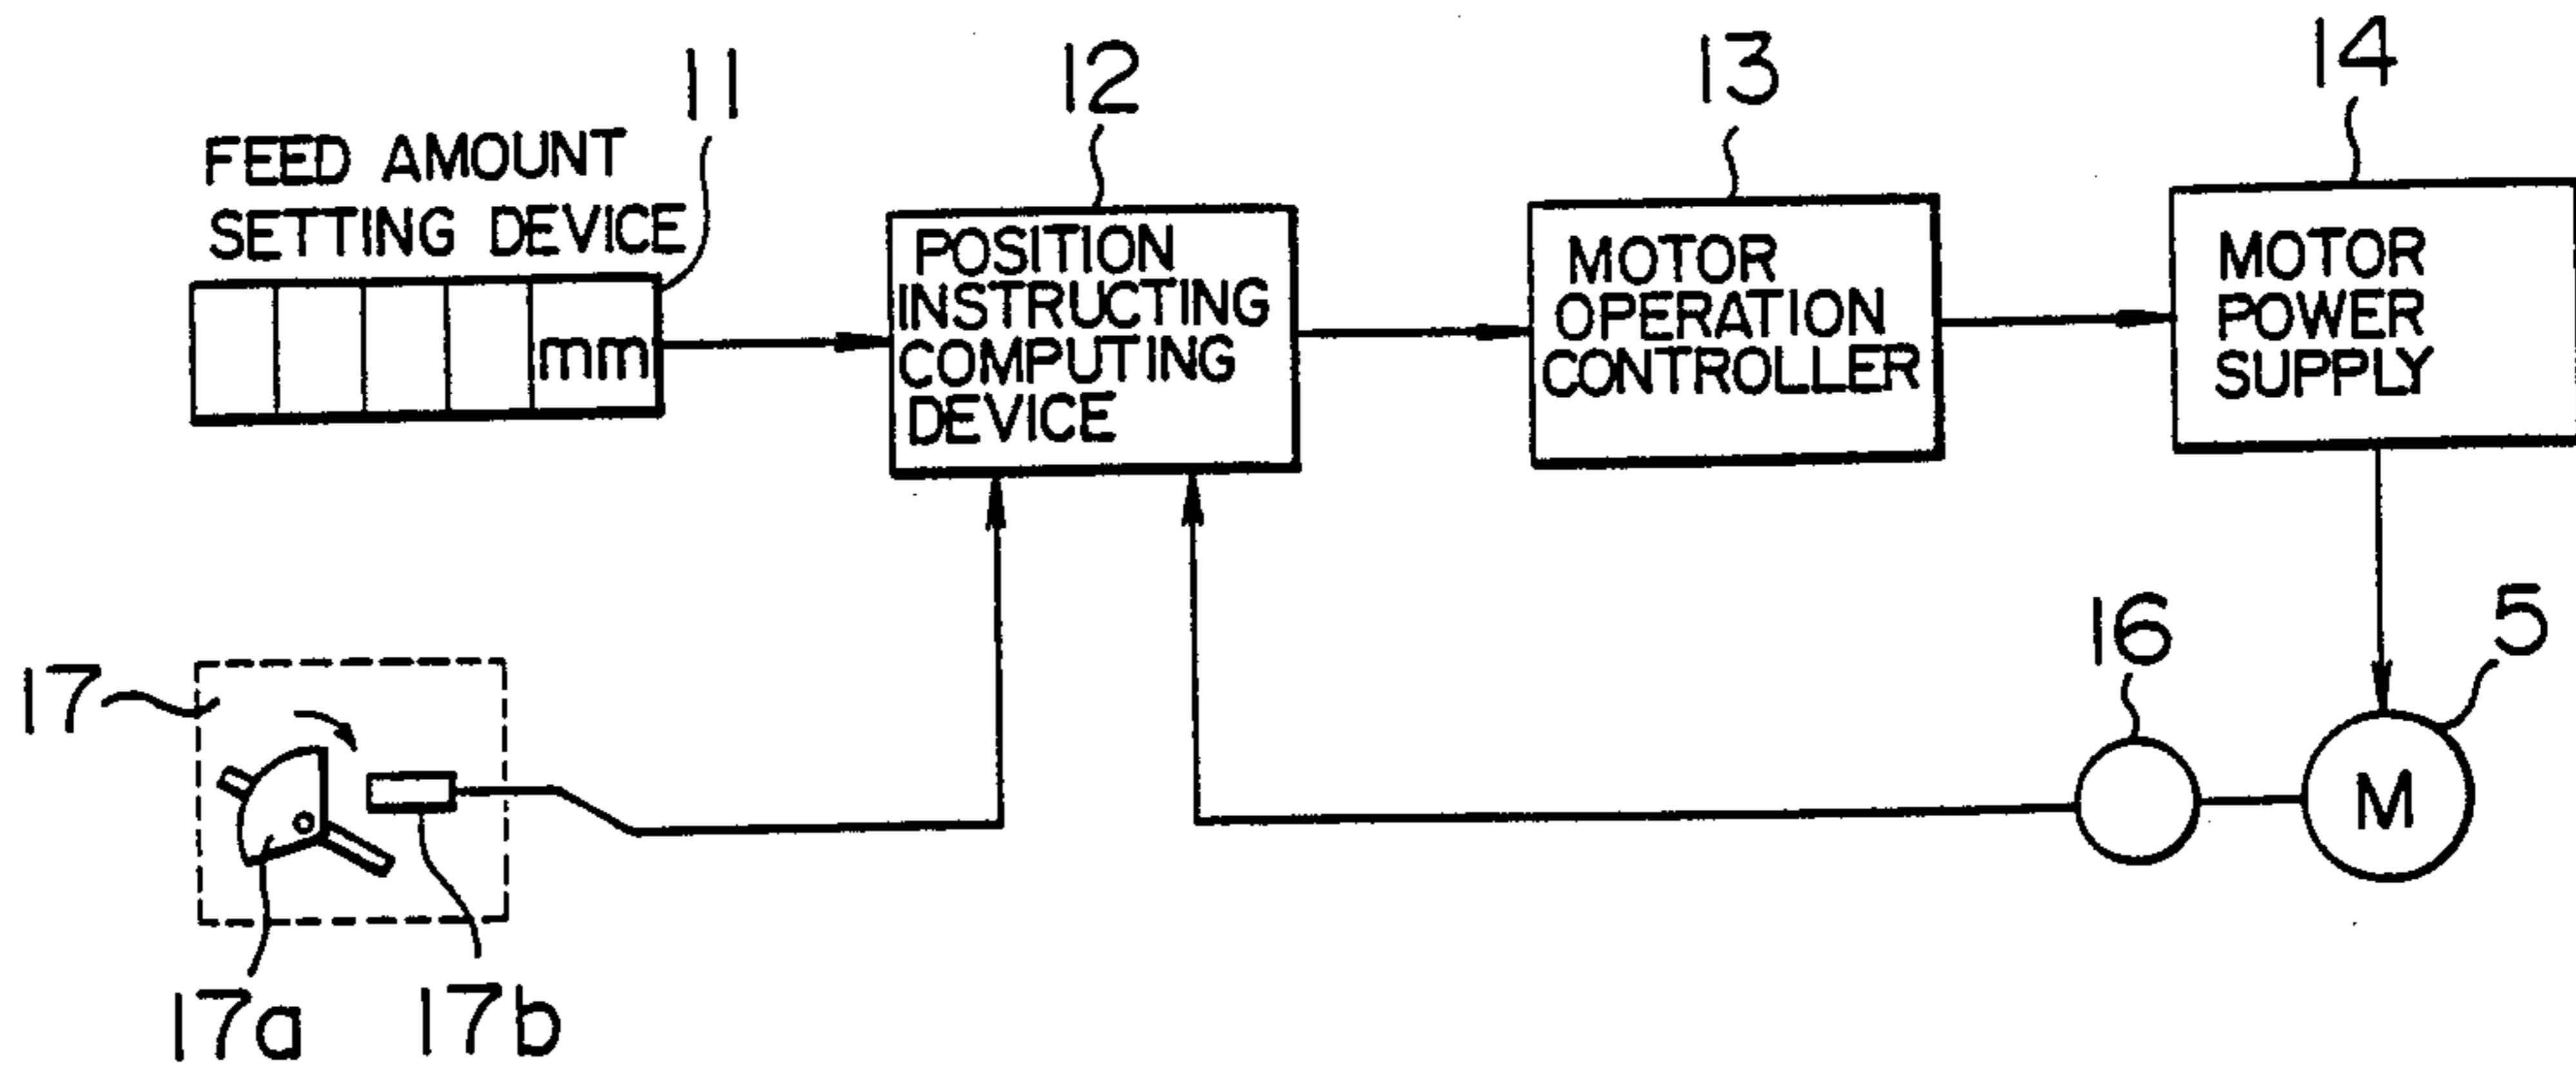 11
12
13
14
FEED AMOUNT
SETTING DEVICE
mm
POSITION
INSTRUCTING
COMPUTING
DEVICE
MOTOR
OPERATION
CONTROLLER
MOTOR
POWER
SUPPLY
17
16
5
M
17a
17b